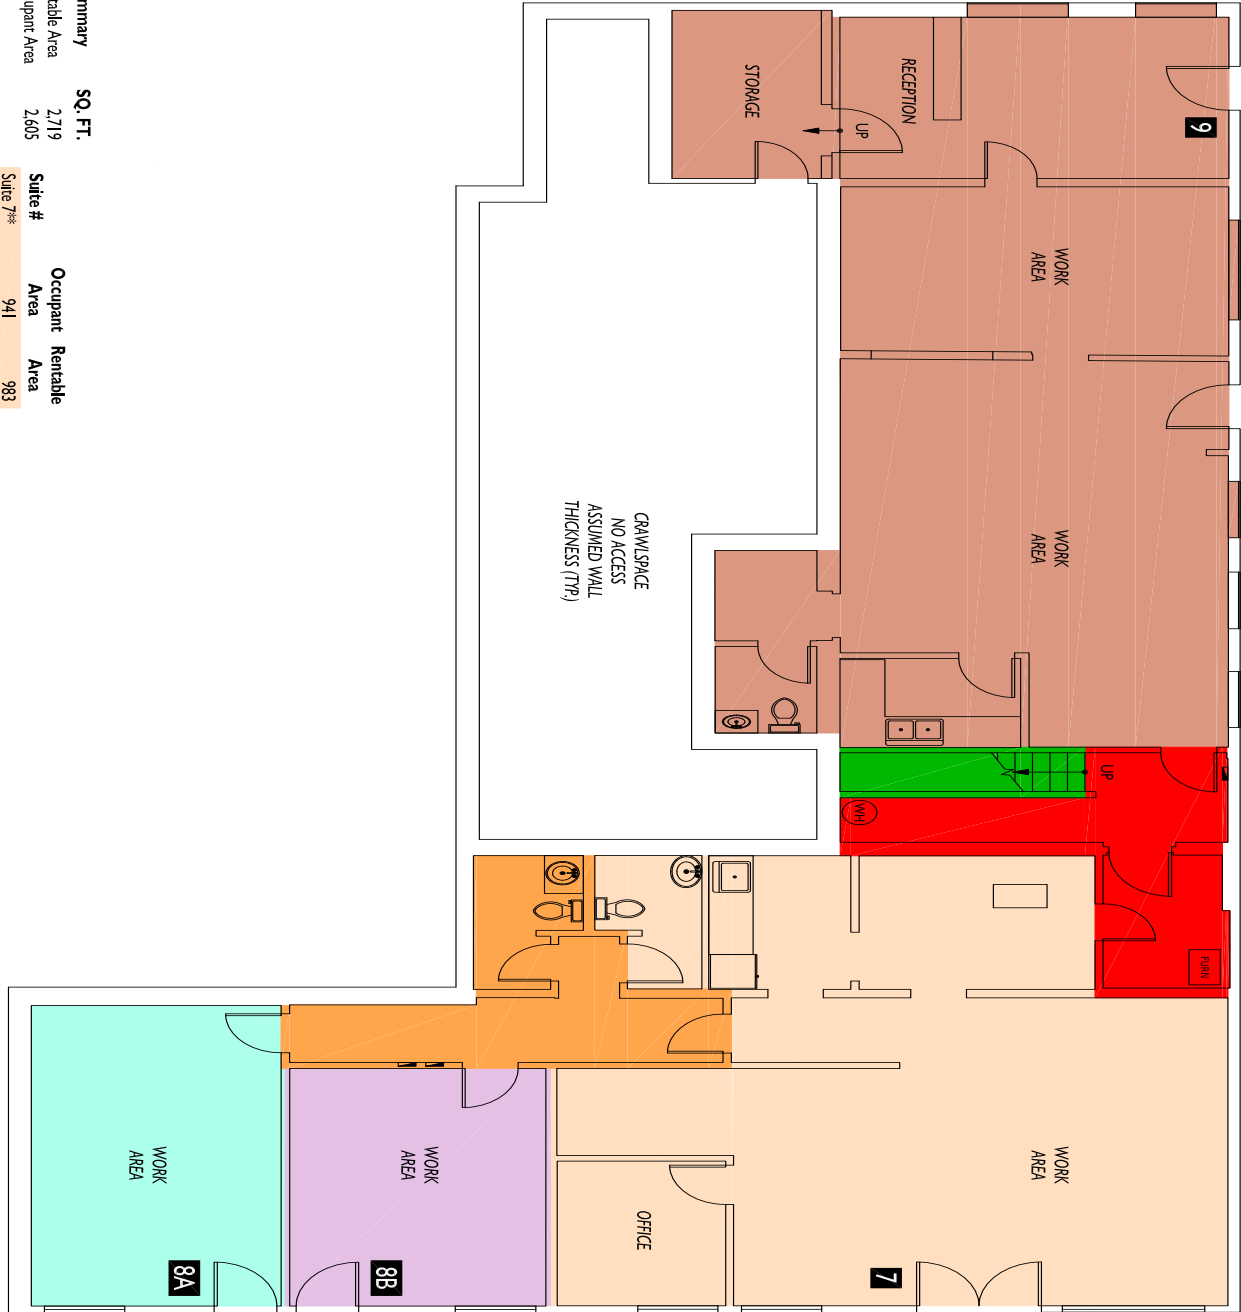 mmary SQ. FT.
table Area 2,719
upant Area 2,605
Occupant Rentable
Suite # Area Area
Suite 7** 941 983
9
RECEPTION
STORAGE
UP
WORK
AREA
WORK
AREA
CRAWLSPACE
NO ACCESS
ASSUMED WALL
THICKNESS (TYP.)
UP
WH
FURN
WORK
AREA
7
OFFICE
WORK
AREA
8B
WORK
AREA
8A